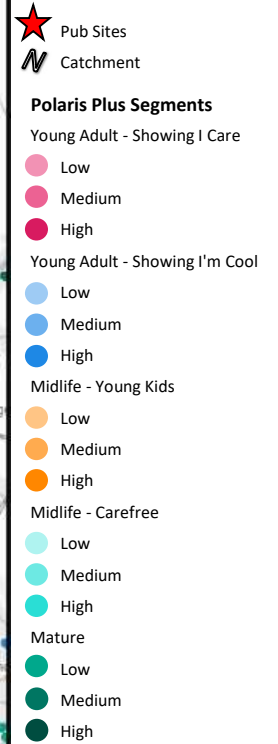 Pub Sites
Catchment
Polaris Plus Segments
Young Adult - Showing I Care
Low
Medium
High
Young Adult - Showing I'm Cool
Low
Medium
High
Midlife - Young Kids
Low
Medium
High
Midlife - Carefree
Low
Medium
High
Mature
Low
Medium
High